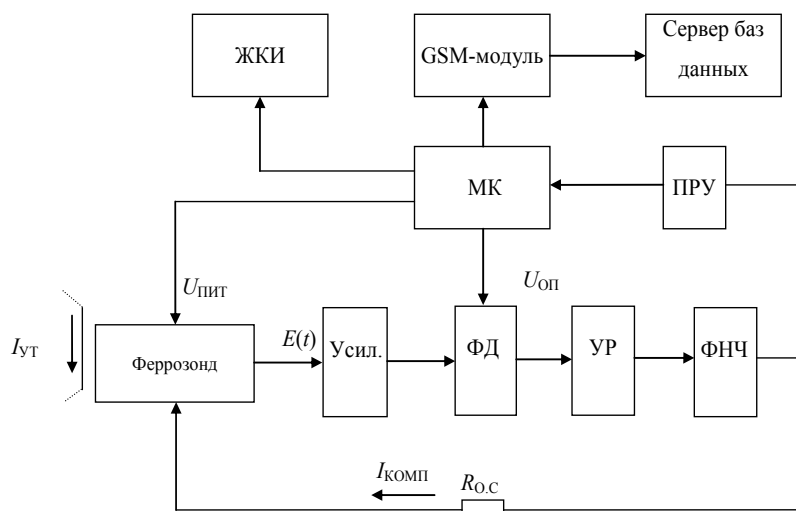 ЖКИ
GSM-модуль
Сервер баз
данных
МК
ПРУ
UПИТ
UОП
IУТ
Феррозонд
E(t)
Усил.
ФД
УР
ФНЧ
IКОМП
RО.С